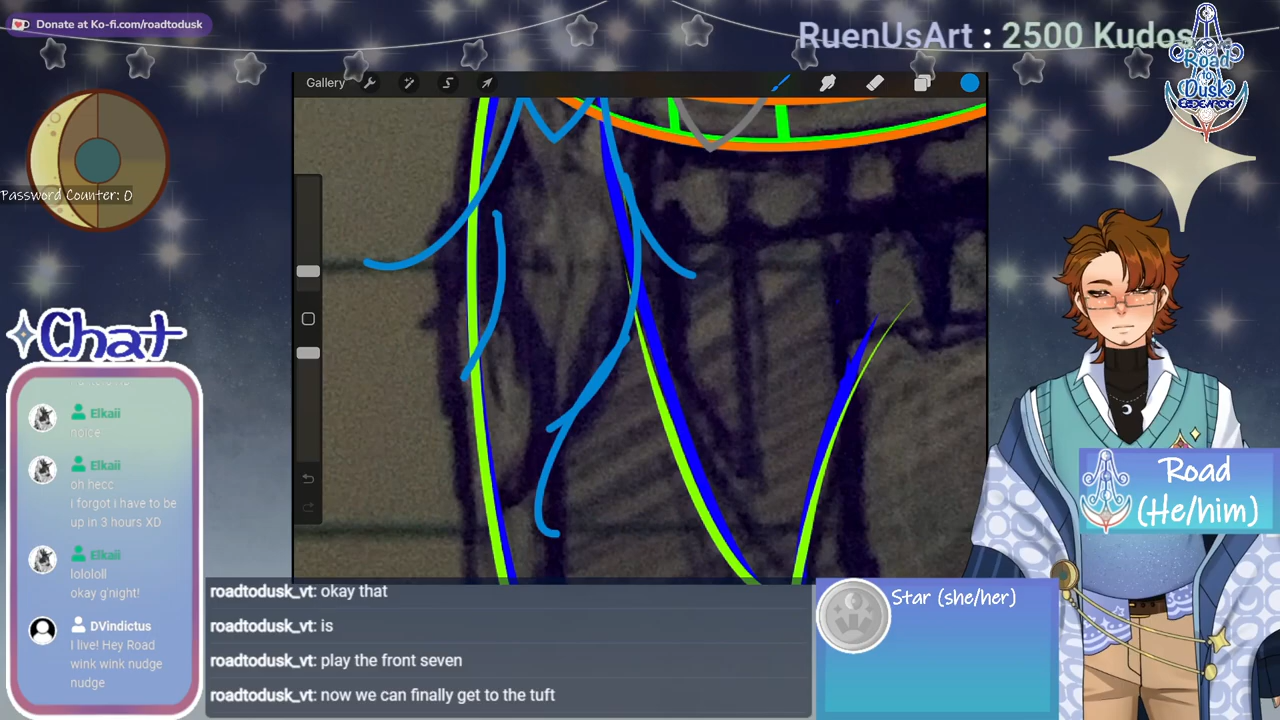 Donate at Ko-fi.com/roadtodusk
RuenUsArt : 2500 Kudos
Road
to
Dusk
Gallery
Password Counter: 0
Chat
Elkaii
noice
Elkaii
oh hecc
i forgot i have to be
up in 3 hours XD
Elkaii
lolololl
okay g'night!
DVindictus
I live! Hey Road
wink wink nudge
nudge
roadtodusk_vt: okay that
roadtodusk_vt: is
roadtodusk_vt: play the front seven
roadtodusk_vt: now we can finally get to the tuft
Star (she/her)
Road
(He/him)